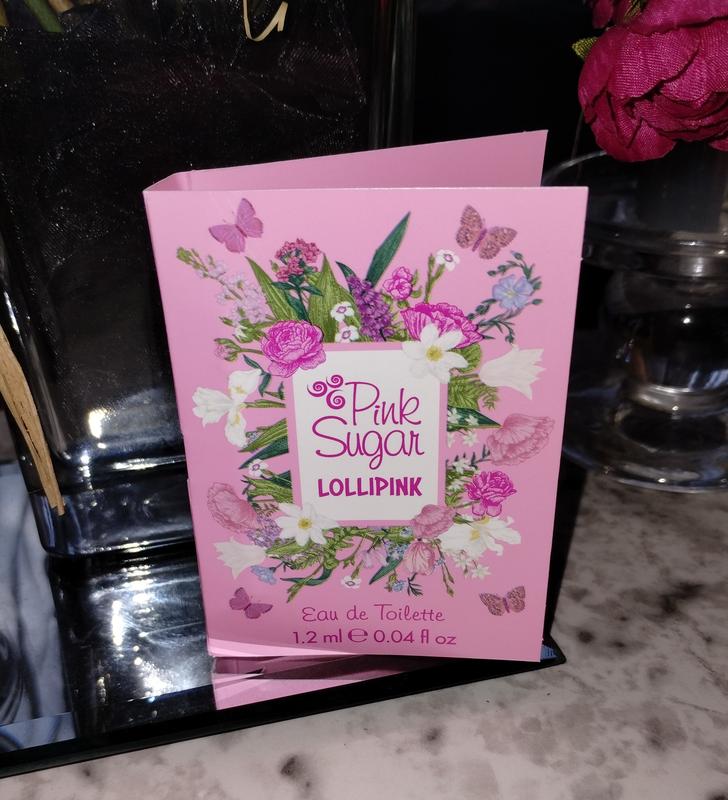 Pink
Sugar
LOLLIPINK
Eau de Toilette
1.2 ml ℮ 0.04 fl oz